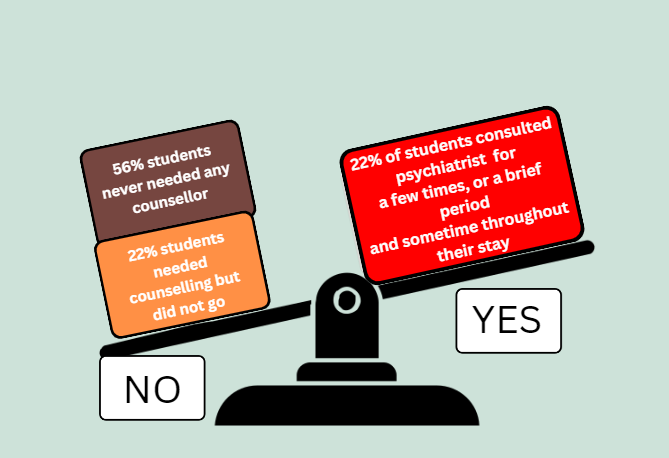 56% students
never needed any
counsellor
22% students
needed
counselling but
did not go
22% of students consulted
psychiatrist for
a few times, or a brief
period
and sometime throughout
their stay
NO
YES